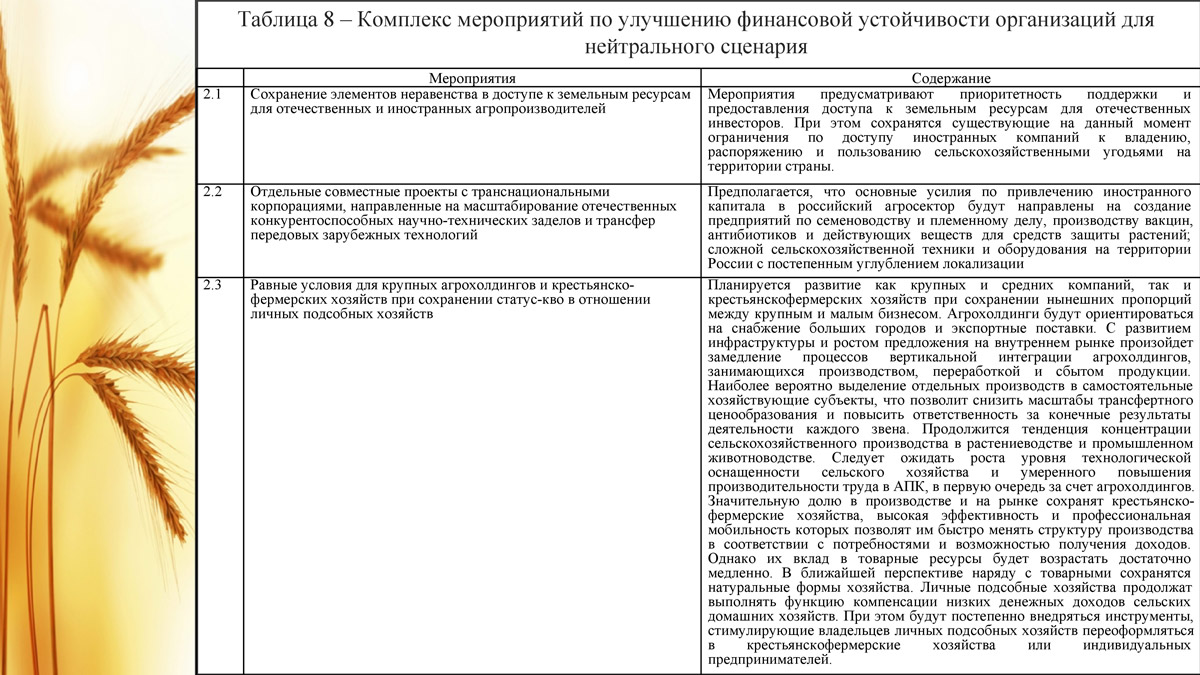 Таблица 8 – Комплекс мероприятий по улучшению финансовой устойчивости организаций для
нейтрального сценария
Мероприятия
Содержание
2.1
Сохранение элементов неравенства в доступе к земельным ресурсам
для отечественных и иностранных агропроизводителей
Мероприятия предусматривают приоритетность поддержки и
предоставления доступа к земельным ресурсам для отечественных
инвесторов. При этом сохранятся существующие на данный момент
ограничения по доступу иностранных компаний к владению,
распоряжению и пользованию сельскохозяйственными угодьями на
территории страны.
2.2
Отдельные совместные проекты с транснациональными
корпорациями, направленные на масштабирование отечественных
конкурентоспособных научно-технических заделов и трансфер
передовых зарубежных технологий
Предполагается, что основные усилия по привлечению иностранного
капитала в российский агросектор будут направлены на создание
предприятий по семеноводству и племенному делу, производству вакцин,
антибиотиков и действующих веществ для средств защиты растений;
сложной сельскохозяйственной техники и оборудования на территории
России с постепенным углублением локализации
2.3
Равные условия для крупных агрохолдингов и крестьянско-
фермерских хозяйств при сохранении статус-кво в отношении
личных подсобных хозяйств
Планируется развитие как крупных и средних компаний, так и
крестьянскофермерских хозяйств при сохранении нынешних пропорций
между крупным и малым бизнесом. Агрохолдинги будут ориентироваться
на снабжение больших городов и экспортные поставки. С развитием
инфраструктуры и ростом предложения на внутреннем рынке произойдет
замедление процессов вертикальной интеграции агрохолдингов,
занимающихся производством, переработкой и сбытом продукции.
Наиболее вероятно выделение отдельных производств в самостоятельные
хозяйствующие субъекты, что позволит снизить масштабы трансфертного
ценообразования и повысить ответственность за конечные результаты
деятельности каждого звена. Продолжится тенденция концентрации
сельскохозяйственного производства в растениеводстве и промышленном
животноводстве. Следует ожидать роста уровня технологической
оснащенности сельского хозяйства и умеренного повышения
производительности труда в АПК, в первую очередь за счет агрохолдингов.
Значительную долю в производстве и на рынке сохранят крестьянско-
фермерские хозяйства, высокая эффективность и профессиональная
мобильность которых позволят им быстро менять структуру производства
в соответствии с потребностями и возможностью получения доходов.
Однако их вклад в товарные ресурсы будет возрастать достаточно
медленно. В ближайшей перспективе наряду с товарными сохранятся
натуральные формы хозяйства. Личные подсобные хозяйства продолжат
выполнять функцию компенсации низких денежных доходов сельских
домашних хозяйств. При этом будут постепенно внедряться инструменты,
стимулирующие владельцев личных подсобных хозяйств переоформляться
в крестьянскофермерские хозяйства или индивидуальных
предпринимателей.